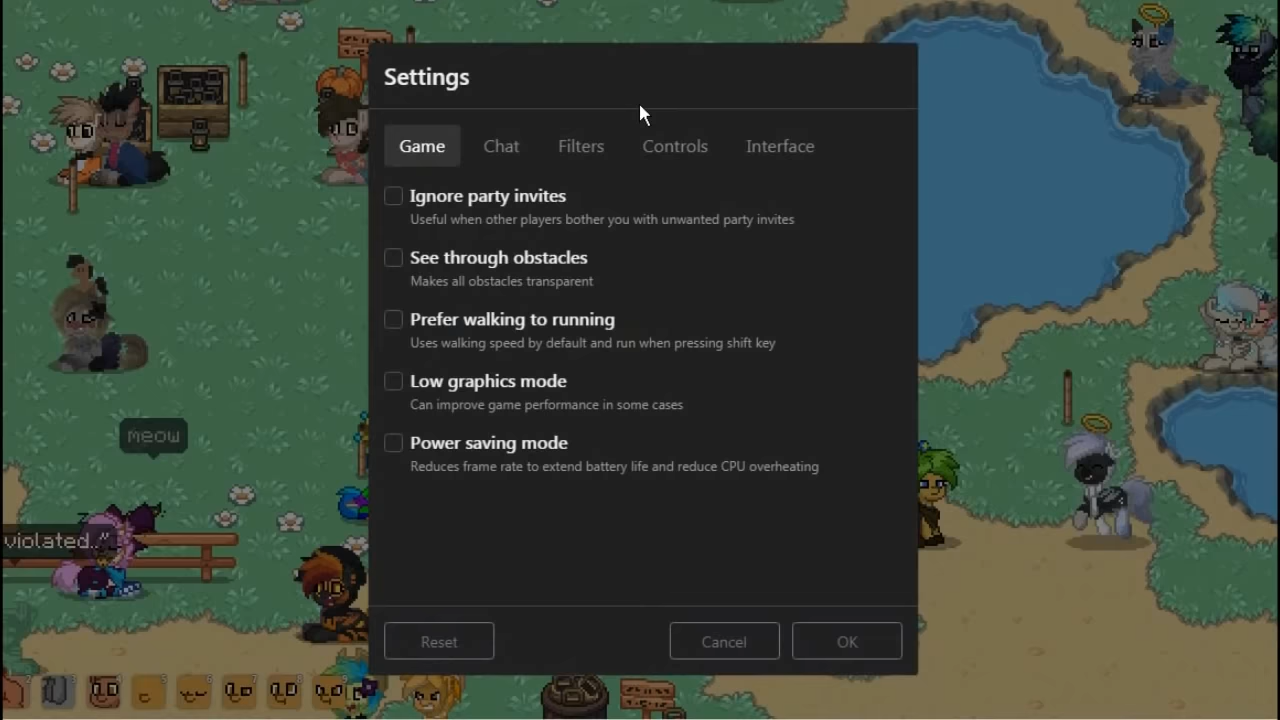 Settings
Game
Chat
Filters
Controls
Interface
Ignore party invites
Useful when other players bother you with unwanted party invites
See through obstacles
Makes all obstacles transparent
Prefer walking to running
Uses walking speed by default and run when pressing shift key
Low graphics mode
Can improve game performance in some cases
meow
Power saving mode
Reduces frame rate to extend battery life and reduce CPU overheating
violated.."
Reset
Cancel
OK